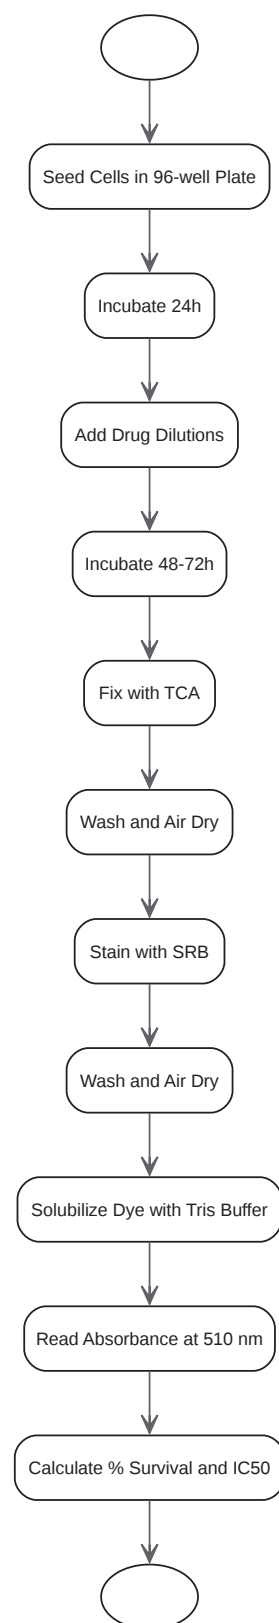 Seed Cells in 96-well Plate
Incubate 24h
Add Drug Dilutions
Incubate 48-72h
Fix with TCA
Wash and Air Dry
Stain with SRB
Wash and Air Dry
Solubilize Dye with Tris Buffer
Read Absorbance at 510 nm
Calculate % Survival and IC50